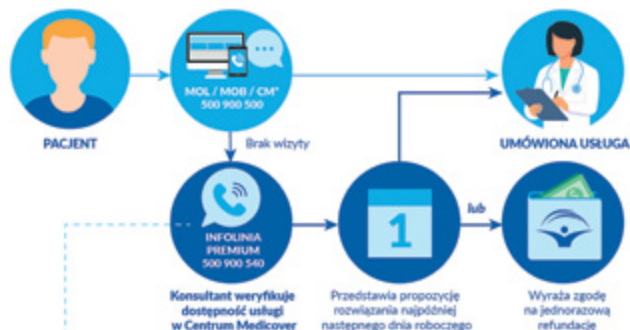 MOL / MOB / CM*
500 900 500
PACJENT
UMÓWIONA USŁUGA
Brak wizyty
INFOLINIA
PREMIUM
500 900 540
1
lub
Konsultant weryfikuje
dostępność usługi
w Centrum Medicover
Przedstawia propozycję
rozwiązania najpóźniej
następnego dnia roboczego
Wyraża zgodę
na jednorazową
refundację